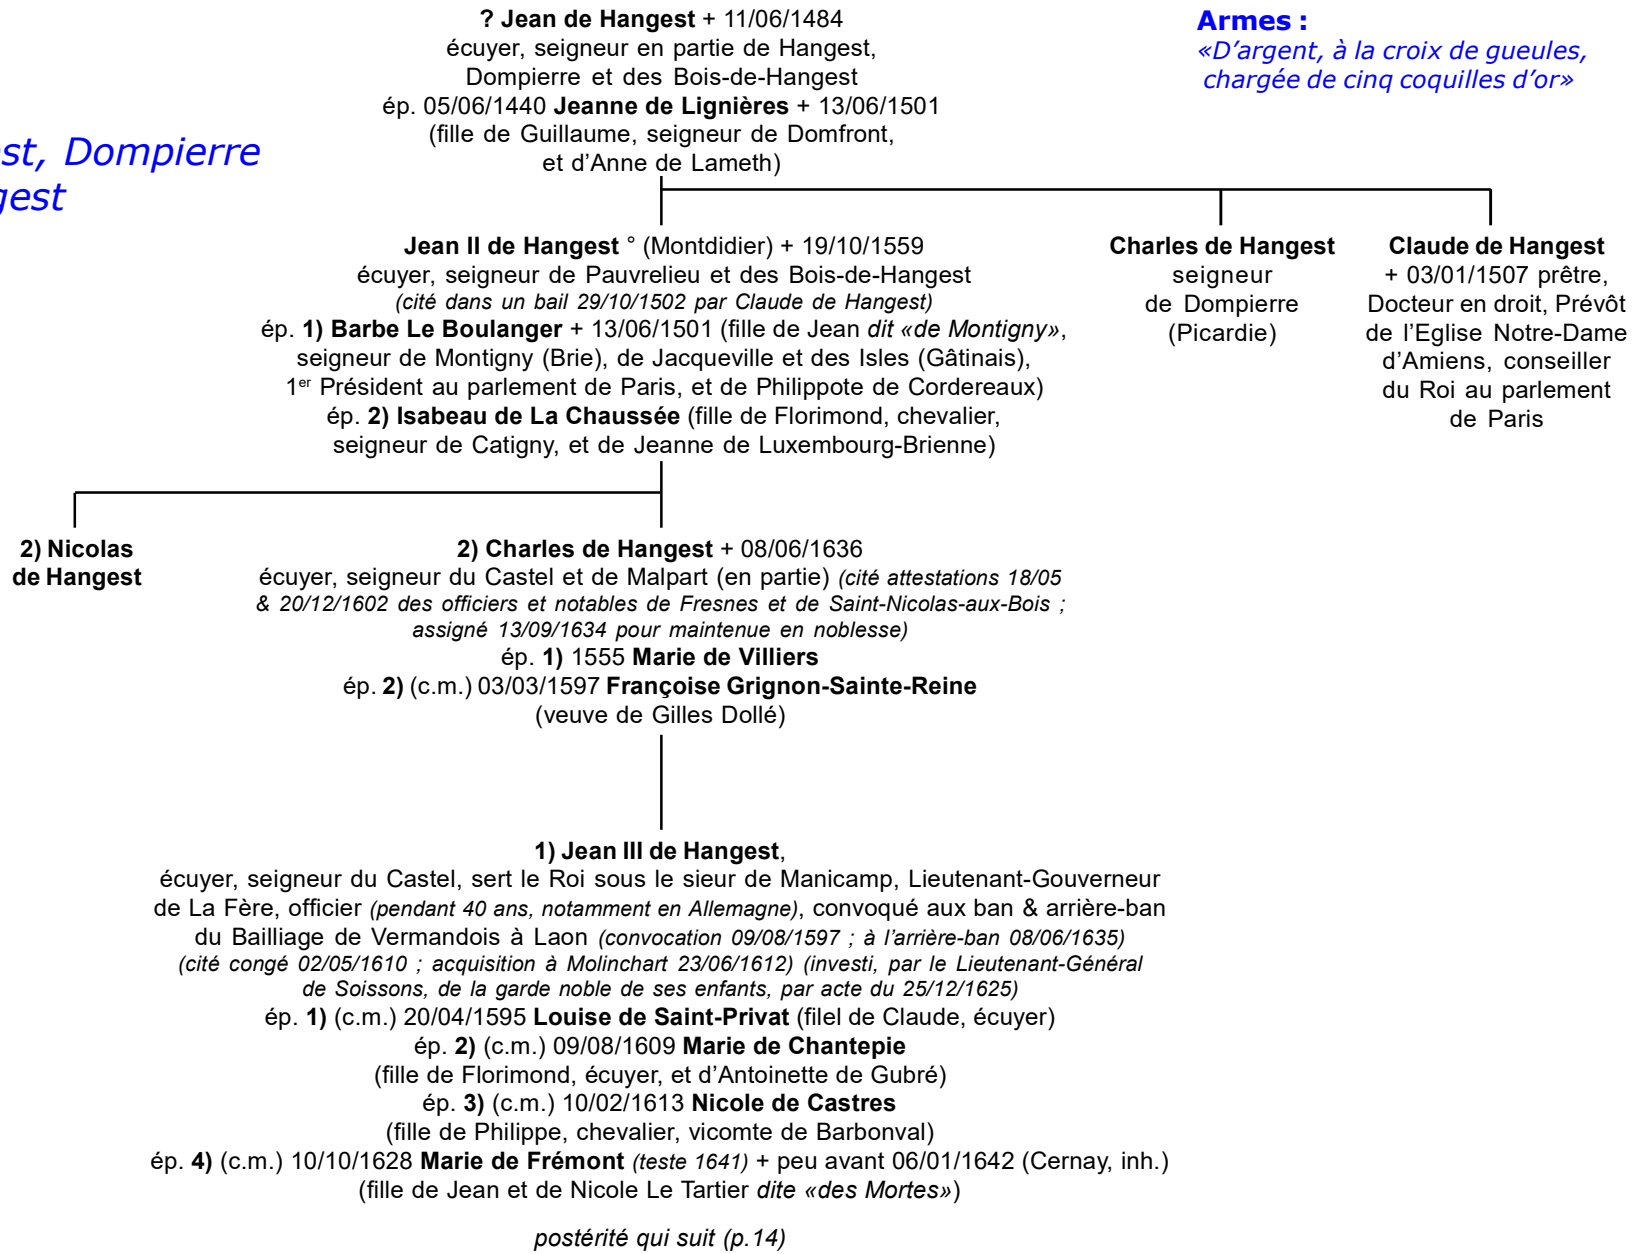 ? Jean de Hangest + 11/06/1484
écuyer, seigneur en partie de Hangest,
Dompierre et des Bois-de-Hangest
ép. 05/06/1440 Jeanne de Lignières + 13/06/1501
(fille de Guillaume, seigneur de Domfront,
et d'Anne de Lameth)
Armes :
«D'argent, à la croix de gueules,
chargée de cinq coquilles d'or»
st, Dompierre
gest
Jean II de Hangest ° (Montdidier) + 19/10/1559
écuyer, seigneur de Pauvrelieu et des Bois-de-Hangest
(cité dans un bail 29/10/1502 par Claude de Hangest)
ép. 1) Barbe Le Boulanger + 13/06/1501 (fille de Jean dit «de Montigny»,
seigneur de Montigny (Brie), de Jacqueville et des Isles (Gâtinais),
1er Président au parlement de Paris, et de Philippote de Cordereaux)
ép. 2) Isabeau de La Chaussée (fille de Florimond, chevalier,
seigneur de Catigny, et de Jeanne de Luxembourg-Brienne)
Charles de Hangest
seigneur
de Dompierre
(Picardie)
Claude de Hangest
+ 03/01/1507 prêtre,
Docteur en droit, Prévôt
de l'Eglise Notre-Dame
d'Amiens, conseiller
du Roi au parlement
de Paris
2) Nicolas
de Hangest
2) Charles de Hangest + 08/06/1636
écuyer, seigneur du Castel et de Malpart (en partie) (cité attestations 18/05
& 20/12/1602 des officiers et notables de Fresnes et de Saint-Nicolas-aux-Bois ;
assigné 13/09/1634 pour maintenue en noblesse)
ép. 1) 1555 Marie de Villiers
ép. 2) (c.m.) 03/03/1597 Françoise Grignon-Sainte-Reine
(veuve de Gilles Dollé)
1) Jean III de Hangest,
écuyer, seigneur du Castel, sert le Roi sous le sieur de Manicamp, Lieutenant-Gouverneur
de La Fère, officier (pendant 40 ans, notamment en Allemagne), convoqué aux ban & arrière-ban
du Bailliage de Vermandois à Laon (convocation 09/08/1597 ; à l'arrière-ban 08/06/1635)
(cité congé 02/05/1610 ; acquisition à Molinchart 23/06/1612) (investi, par le Lieutenant-Général
de Soissons, de la garde noble de ses enfants, par acte du 25/12/1625)
ép. 1) (c.m.) 20/04/1595 Louise de Saint-Privat (filel de Claude, écuyer)
ép. 2) (c.m.) 09/08/1609 Marie de Chantepie
(fille de Florimond, écuyer, et d'Antoinette de Gubré)
ép. 3) (c.m.) 10/02/1613 Nicole de Castres
(fille de Philippe, chevalier, vicomte de Barbonval)
ép. 4) (c.m.) 10/10/1628 Marie de Frémont (teste 1641) + peu avant 06/01/1642 (Cernay, inh.)
(fille de Jean et de Nicole Le Tartier dite «des Mortes»)
postérité qui suit (p.14)